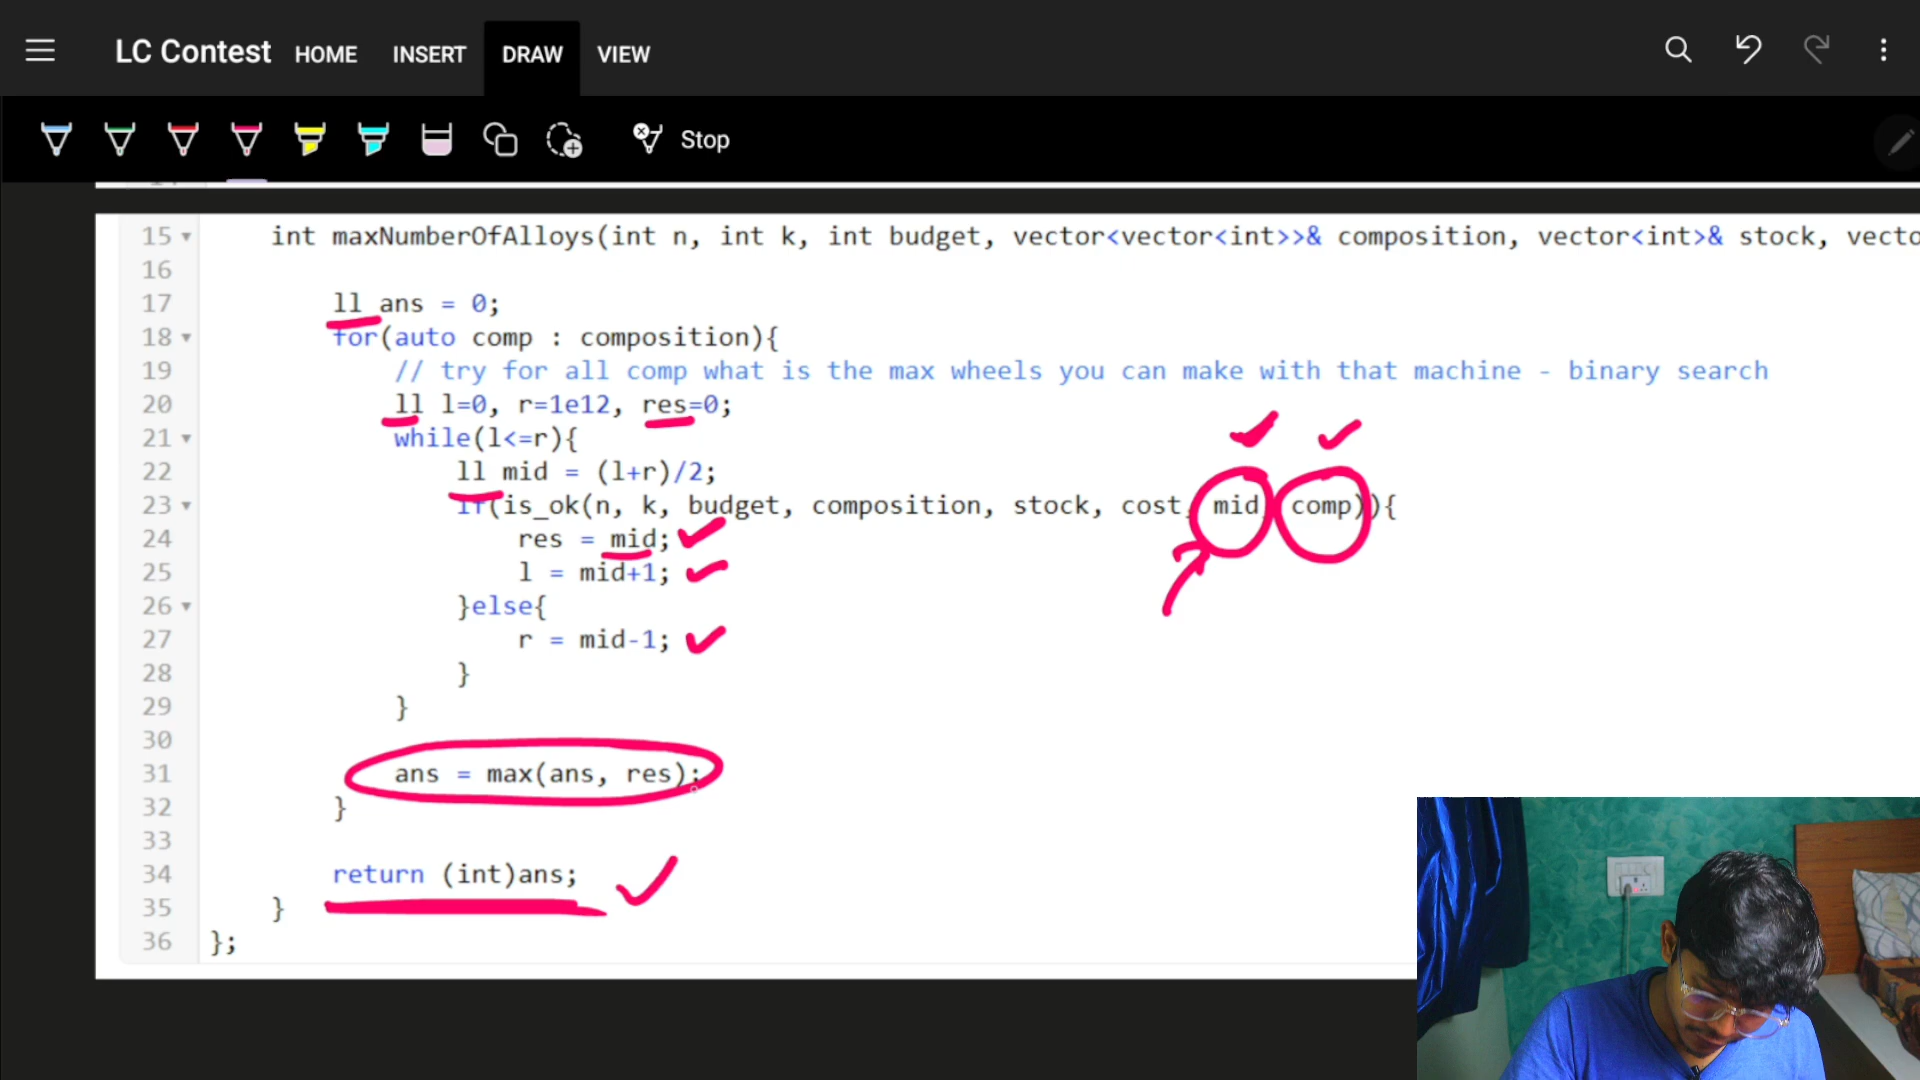 LC Contest HOME INSERT DRAW VIEW
Stop
15 int maxNumberOfAlloys(int n, int k, int budget, vector<vector<int>>& composition, vector<int>& stock, vecto
16
17 ll ans = 0;
18 for(auto comp : composition){
19 // try for all comp what is the max wheels you can make with that machine - binary search
20 ll l=0, r=1e12, res=0;
21 while(l<=r){
22 ll mid = (l+r)/2;
23 if(is_ok(n, k, budget, composition, stock, cost, mid, comp)){
24 res = mid;
25 l = mid+1;
26 }else{
27 r = mid-1;
28 }
29 }
30
31 ans = max(ans, res);
32 }
33
34 return (int)ans;
35 }
36 };